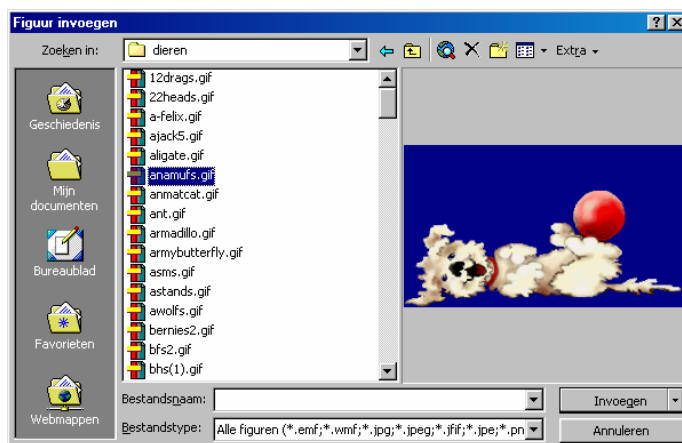 Figuur invoegen
Zoeken in: dieren Extra
Geschiedenis
Mijn
documenten
Bureaublad
Favorieten
Webmappen
12drags.gif
22heads.gif
a-felix.gif
ajack5.gif
aligate.gif
anamufs.gif
anmatcat.gif
ant.gif
armadillo.gif
armybutterfly.gif
asms.gif
astands.gif
awolfs.gif
bernies2.gif
bfs2.gif
bhs(1).gif
Bestandsnaam: Invoegen
Bestandstype: Alle figuren (*.emf;*.wmf;*.jpg;*.jpeg;*.jfif;*.jpe;*.pn Annuleren